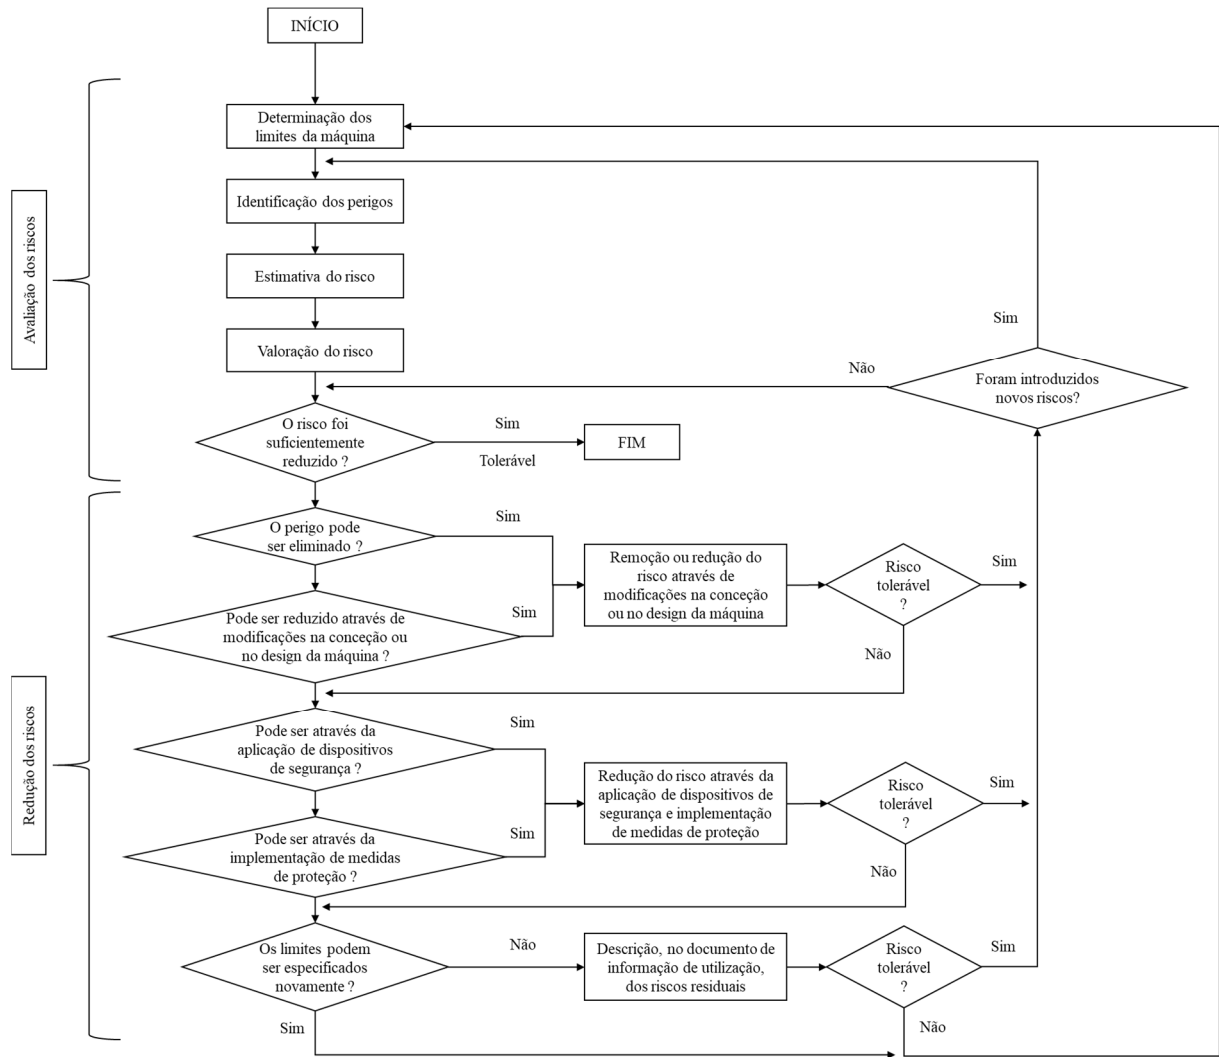 INÍCIO
Determinação dos
limites da máquina
Identificação dos perigos
Avaliação dos riscos
Estimativa do risco
Sim
Valoração do risco
Não
Foram introduzidos
novos riscos?
O risco foi
suficientemente
reduzido ?
Sim
Tolerável
FIM
O perigo pode
ser eliminado ?
Sim
Remoção ou redução do
risco através de
modificações na conceção
ou no design da máquina
Risco
tolerável
?
Sim
Pode ser reduzido através de
modificações na conceção ou
no design da máquina ?
Sim
Não
Redução dos riscos
Pode ser através da
aplicação de dispositivos
de segurança ?
Sim
Redução do risco através da
aplicação de dispositivos de
segurança e implementação
de medidas de proteção
Risco
tolerável
?
Sim
Pode ser através da
implementação de medidas
de proteção ?
Sim
Não
Os limites podem
ser especificados
novamente ?
Não
Descrição, no documento de
informação de utilização,
dos riscos residuais
Risco
tolerável
?
Sim
Sim
Não